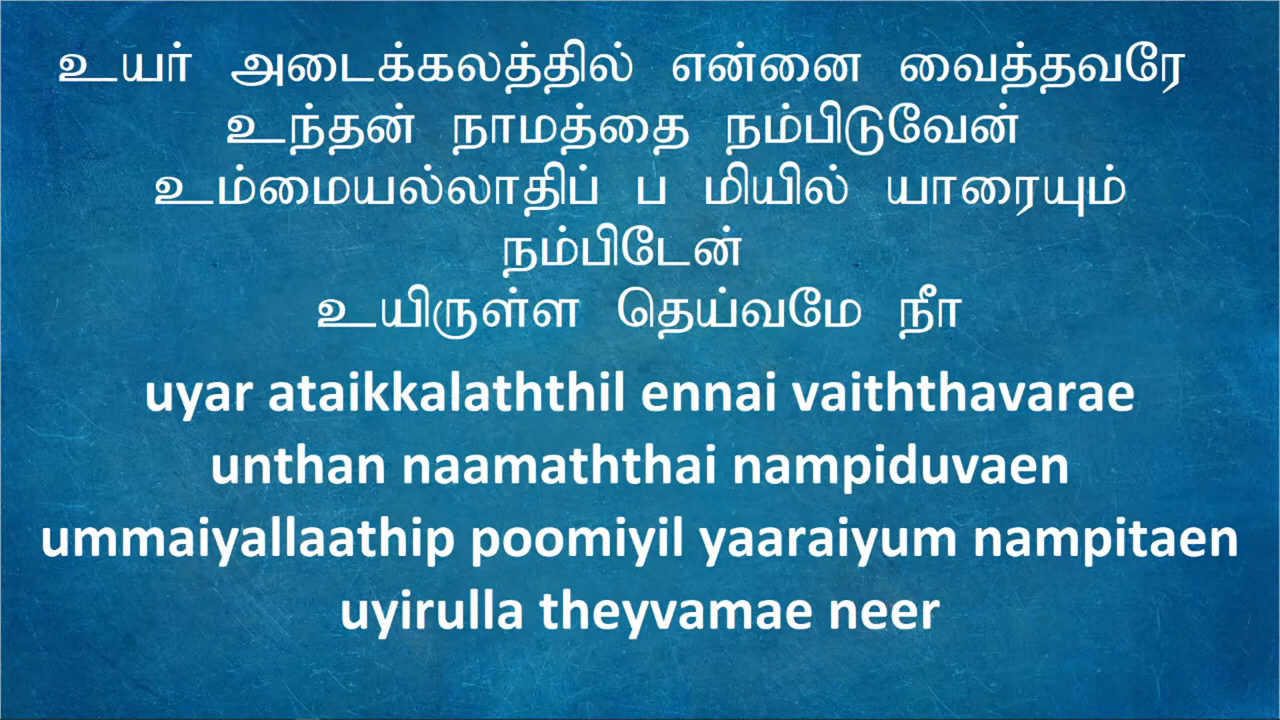 உயர் அடைக்கலத்தில் என்னை வைத்தவரே
உந்தன் நாமத்தை நம்பிடுவேன்
உம்மையல்லாதிப் ப மியில் யாரையும்
நம்பிடேன்
உயிருள்ள தெய்வமே நீா
uyar ataikkalaththil ennai vaiththavarae
unthan naamaththai nampiduvaen
ummaiyallaathip poomiyil yaaraiyum nampitaen
uyirulla theyvamae neer